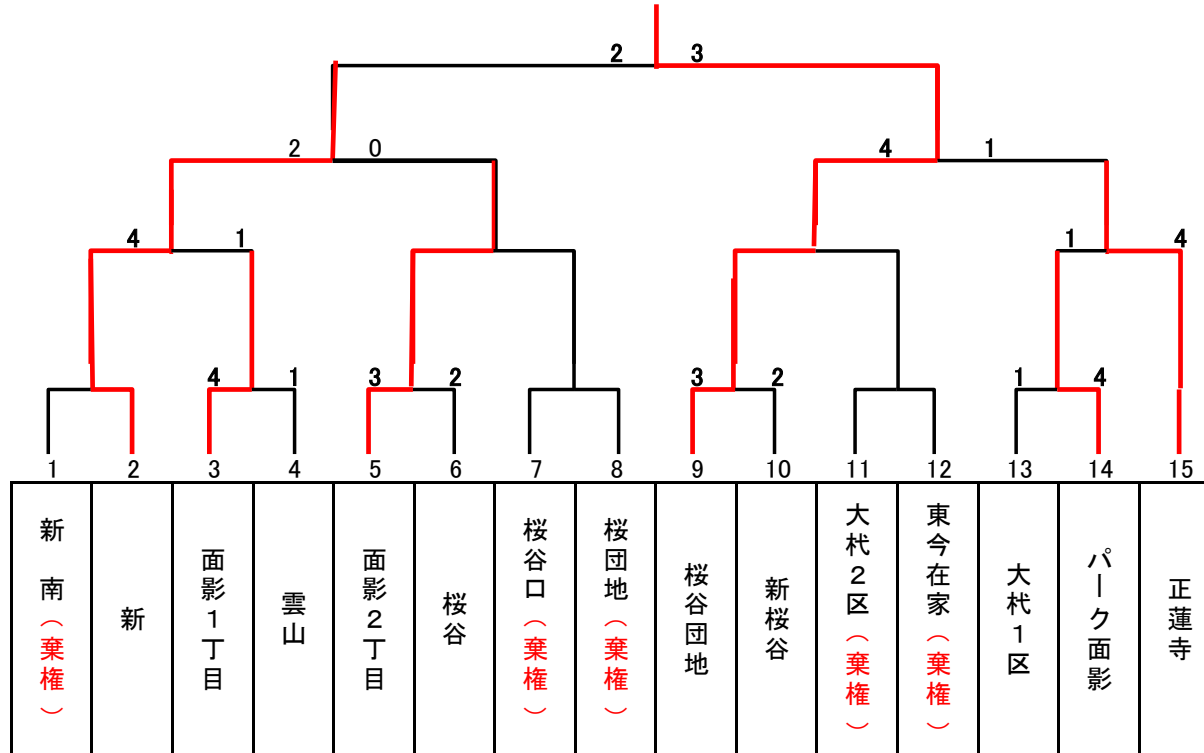 2 3
2 0 4 1
4 1 1 4
4 1 3 2 3 2 1 4
1 2 3 4 5 6 7 8 9 10 11 12 13 14 15
新 南（棄権）
新
面影1丁目
雲山
面影2丁目
桜谷
桜谷口（棄権）
桜団地（棄権）
桜谷団地
新桜谷
大杙2区（棄権）
東今在家（棄権）
大杙1区
パーク面影
正蓮寺